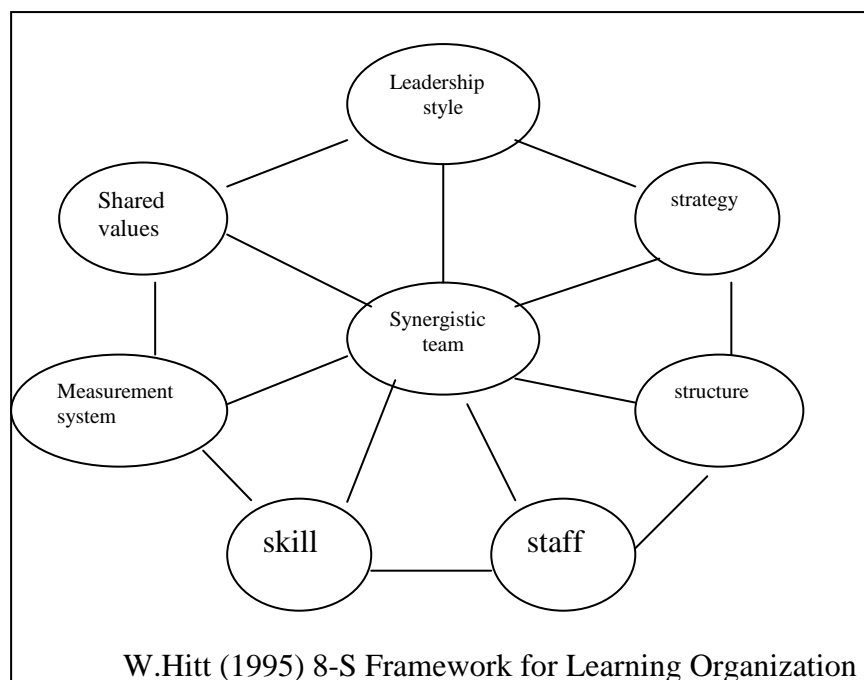 Leadership
style
Shared
values
strategy
Synergistic
team
Measurement
system
structure
skill
staff
W.Hitt (1995) 8-S Framework for Learning Organization